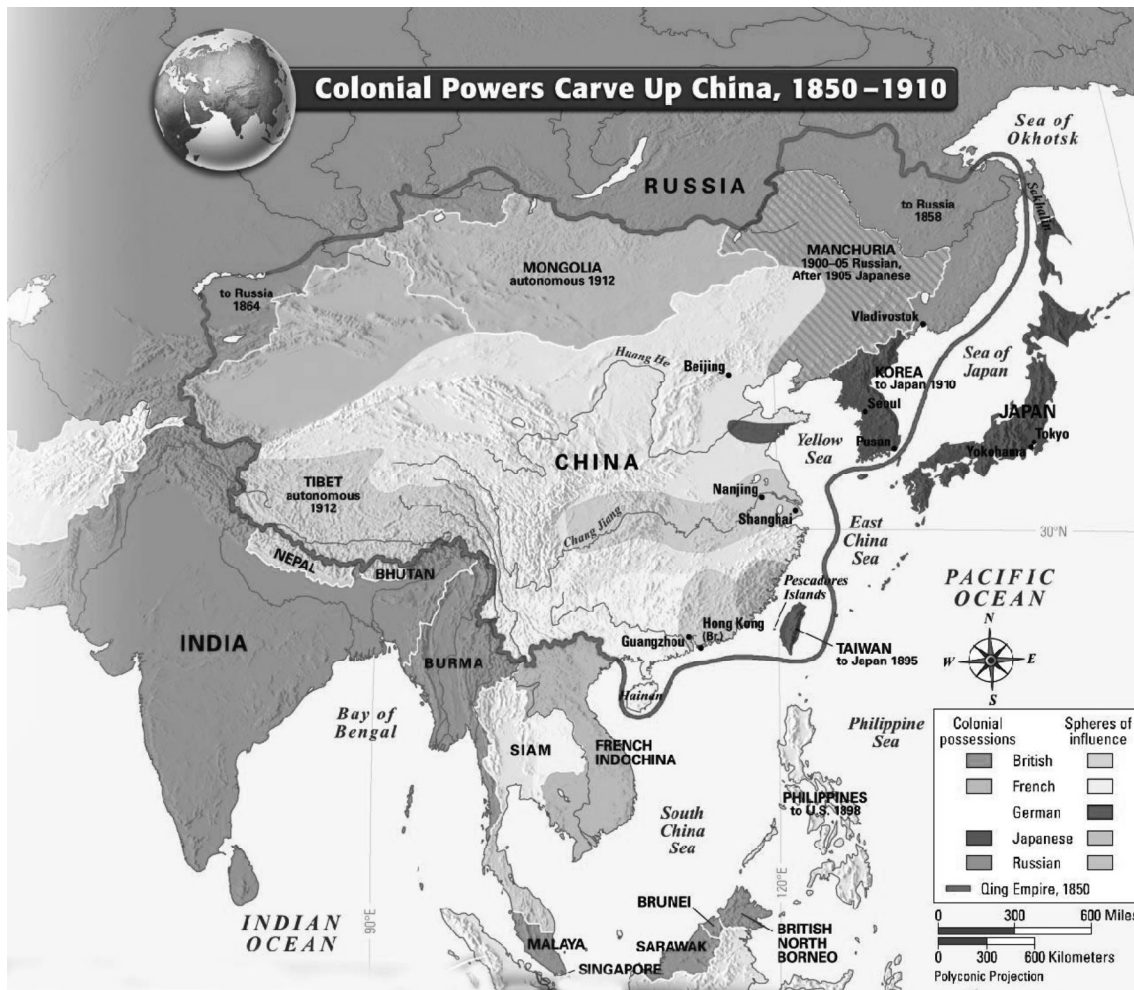 Colonial Powers Carve Up China, 1850–1910
Sea of
Okhotsk
RUSSIA
to Russia
1858
Sakhalin
MANCHURIA
1900–05 Russian,
After 1905 Japanese
MONGOLIA
autonomous 1912
to Russia
1864
Vladivostok
Huang He
Beijing
Sea of
Japan
KOREA
to Japan 1910
Seoul
JAPAN
Tokyo
Pusan
Yokohama
Yellow
Sea
CHINA
TIBET
autonomous
1912
Nanjing
Shanghai
Chang Jiang
East
China
Sea
30°N
NEPAL
BHUTAN
PACIFIC
OCEAN
Pescadores
Islands
INDIA
Hong Kong
(Br.)
Guangzhou
TAIWAN
to Japan 1895
N
W
E
S
BURMA
Hainan
Bay of
Bengal
Philippine
Sea
SIAM
FRENCH
INDOCHINA
PHILIPPINES
to U.S. 1898
South
China
Sea
Colonial
possessions
Spheres of
influence
British
French
German
Japanese
Russian
Qing Empire, 1850
0 300 600 Miles
0 300 600 Kilometers
Polyconic Projection
120°E
90°E
INDIAN
OCEAN
BRUNEI
MALAYA
SARAWAK
BRITISH
NORTH
BORNEO
SINGAPORE